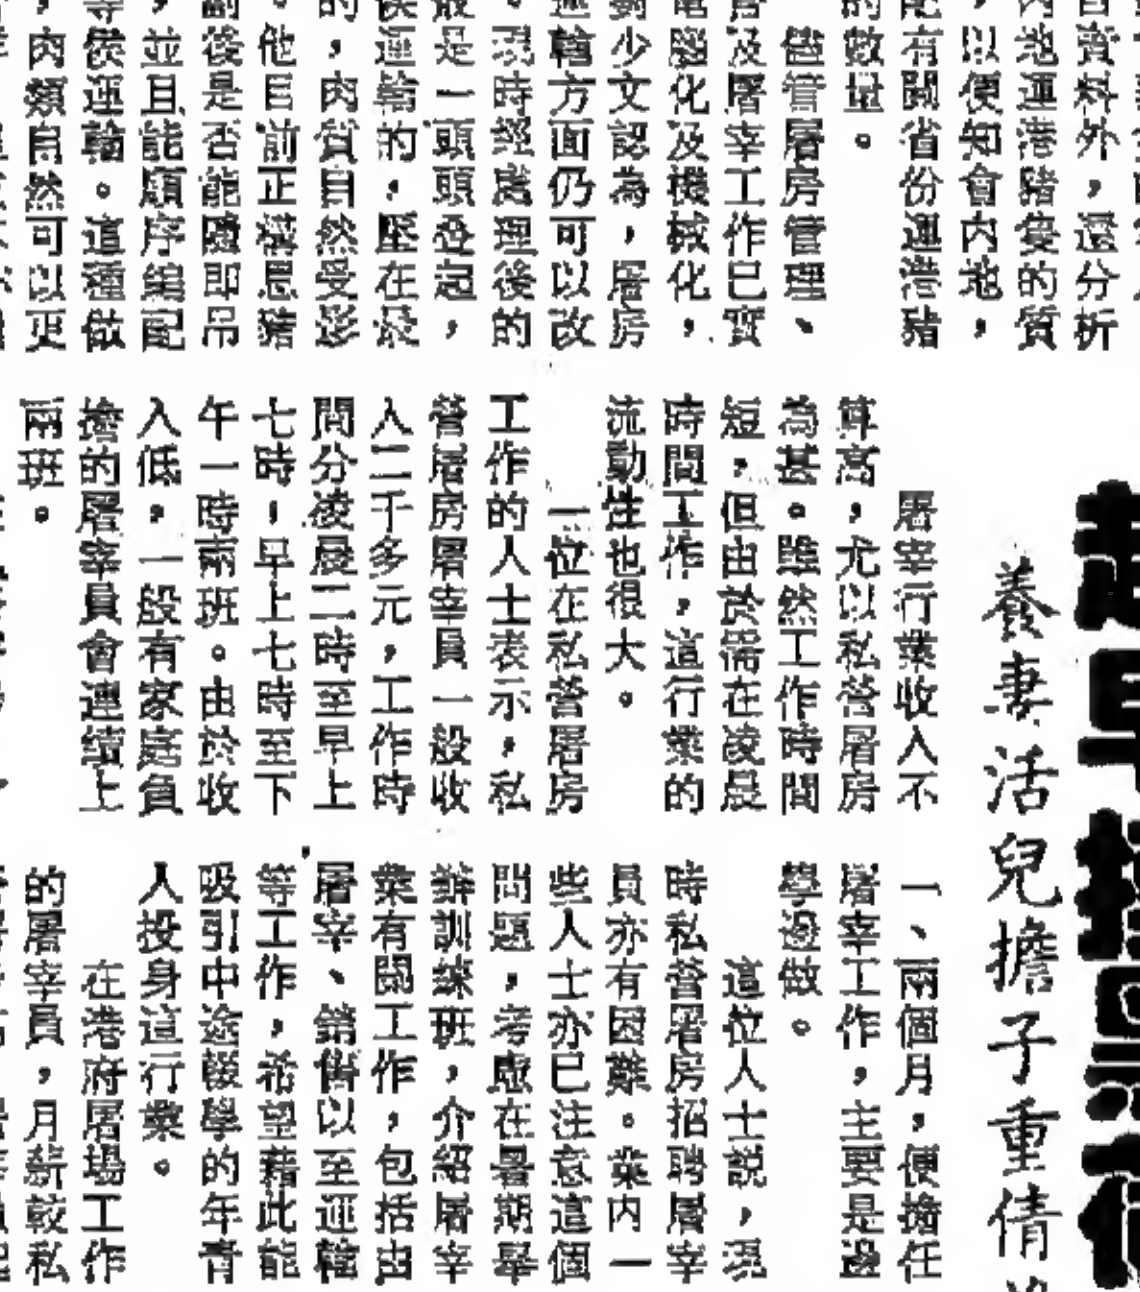 養妻活兒擔子重倩
資料外，還分析
內地運港豬隻的質
，以便知會內地，
有關省份運港豬
的數量。
儘管屠房管理、
及屠宰工作已實
腦化及機械化，
少文認為，屠房
輸方面仍可以改
。現時經處理後的
是一頭頭叠起，
運輸的，壓在最
的，肉質自然受影
。他目前正構思豬
後是否能隨即吊
並且能順序編配
候運輸。這種做
肉類自然可以更
屠宰行業收入不
算高，尤以私營屠房
為甚。雖然工作時間
短，但由於需在凌晨
時間工作，這行業的
流動性也很大。
一位在私營屠房
工作的人士表示，私
營屠房屠宰員一般收
入二千多元，工作時
間分凌晨二時至早上
七時！早上七時至下
午一時兩班。由於收
入低，一般有家庭負
擔的屠宰員會連續上
兩班。
一、兩個月，便擔任
屠宰工作，主要是邊
學邊做。
這位人士說，現
時私營屠房招聘屠宰
員亦有困難。業內一
些人士亦已注意這個
問題，考慮在暑期舉
辦訓練班，介紹屠宰
業有關工作，包括由
屠宰、銷售以至運輸
等工作，希望藉此能
吸引中途輟學的年青
人投身這行業。
在港府屠場工作
的屠宰員，月薪較私